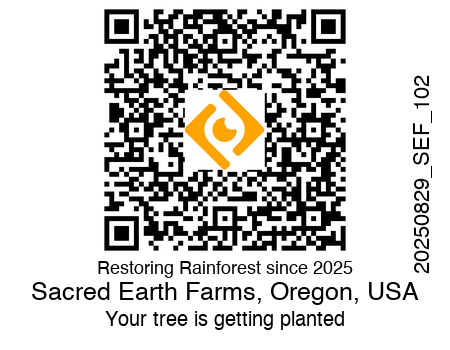 Restoring Rainforest since 2025
Sacred Earth Farms, Oregon, USA
Your tree is getting planted
20250829_SEF_102